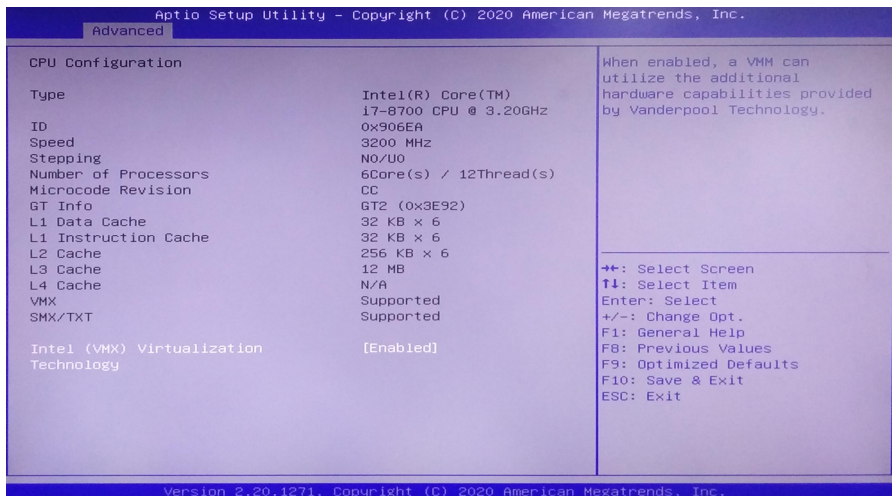 Aptio Setup Utility – Copyright (C) 2020 American Megatrends, Inc.
Advanced
CPU Configuration
Type Intel(R) Core(TM)
i7-8700 CPU @ 3.20GHz
ID 0x906EA
Speed 3200 MHz
Stepping N0/U0
Number of Processors 6Core(s) / 12Thread(s)
Microcode Revision CC
GT Info GT2 (0x3E92)
L1 Data Cache 32 KB x 6
L1 Instruction Cache 32 KB x 6
L2 Cache 256 KB x 6
L3 Cache 12 MB
L4 Cache N/A
VMX Supported
SMX/TXT Supported
Intel (VMX) Virtualization [Enabled]
Technology
When enabled, a VMM can
utilize the additional
hardware capabilities provided
by Vanderpool Technology.
→←: Select Screen
↑↓: Select Item
Enter: Select
+/-: Change Opt.
F1: General Help
F8: Previous Values
F9: Optimized Defaults
F10: Save & Exit
ESC: Exit
Version 2.20.1271. Copyright (C) 2020 American Megatrends, Inc.